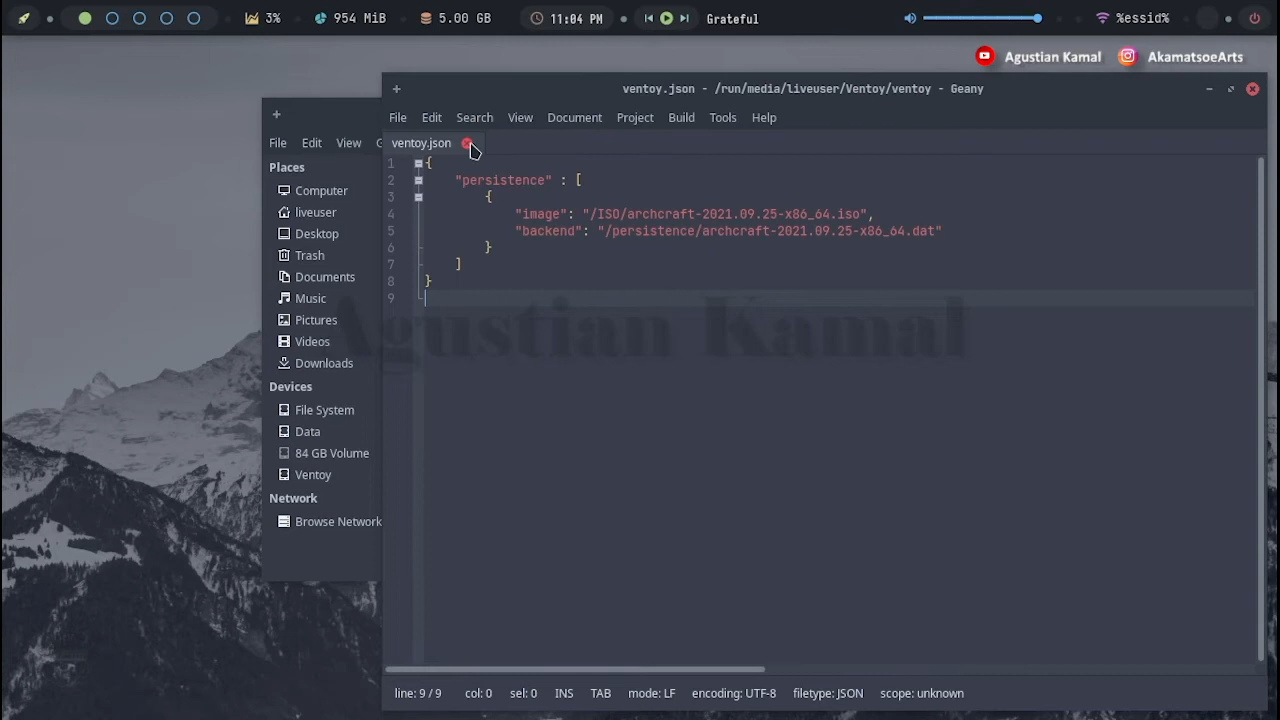 3% 954 MiB 5.00 GB 11:04 PM Grateful %essid%
Agustian Kamal AkamatsoeArts
ventoy.json - /run/media/liveuser/Ventoy/ventoy - Geany
File Edit Search View Document Project Build Tools Help
File Edit View G
ventoy.json
Places
Computer
liveuser
Desktop
Trash
Documents
Music
Pictures
Videos
Downloads
Devices
File System
Data
84 GB Volume
Ventoy
Network
Browse Network
1 {
2 "persistence" : [
3 {
4 "image": "/ISO/archcraft-2021.09.25-x86_64.iso",
5 "backend": "/persistence/archcraft-2021.09.25-x86_64.dat"
6 }
7 ]
8 }
9
Agustian Kamal
line: 9 / 9 col: 0 sel: 0 INS TAB mode: LF encoding: UTF-8 filetype: JSON scope: unknown